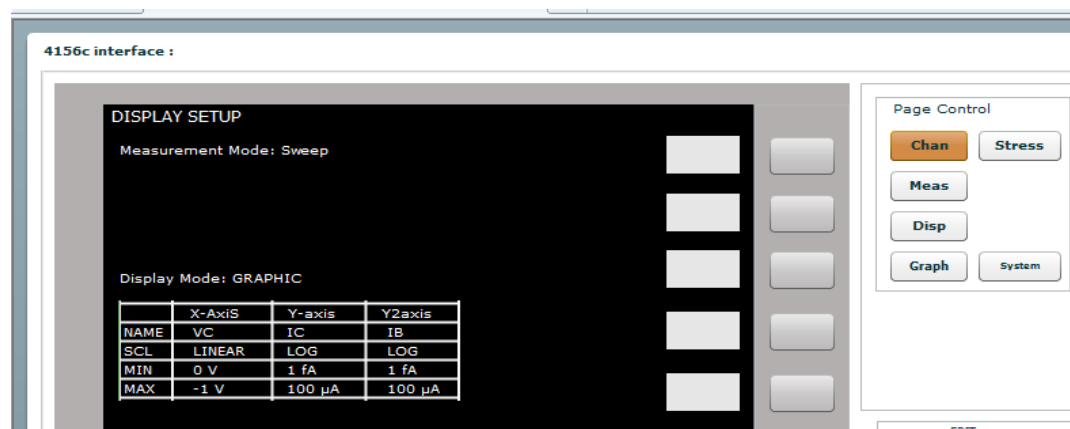 4156c interface :
DISPLAY SETUP
Measurement Mode: Sweep
Display Mode: GRAPHIC
X-AxiS Y-axis Y2axis
NAME VC IC IB
SCL LINEAR LOG LOG
MIN 0 V 1 fA 1 fA
MAX -1 V 100 µA 100 µA
Page Control
Chan Stress
Meas
Disp
Graph System